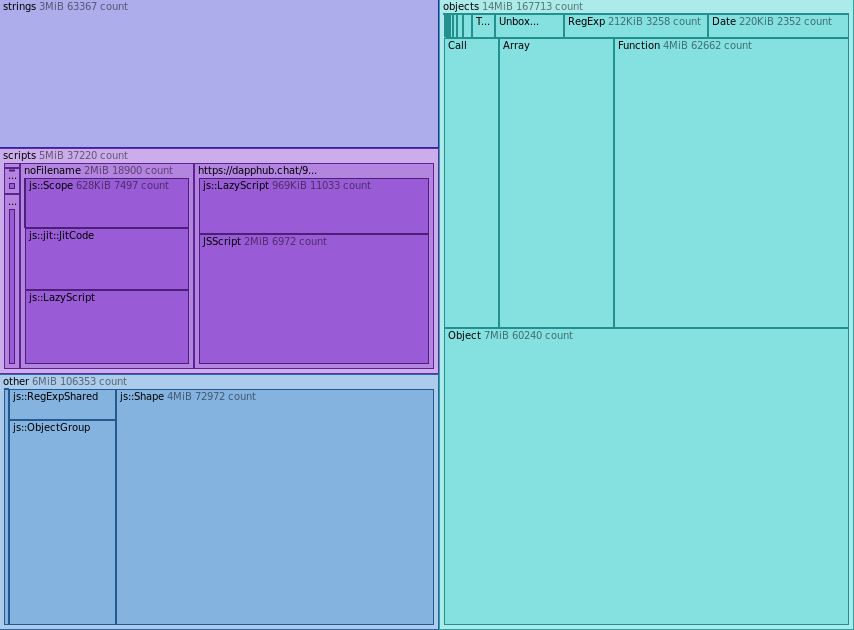 strings 3MiB 63367 count
scripts 5MiB 37220 count
...
...
noFilename 2MiB 18900 count
js::Scope 628KiB 7497 count
js::jit::JitCode
js::LazyScript
https://dapphub.chat/9...
js::LazyScript 969KiB 11033 count
JSScript 2MiB 6972 count
other 6MiB 106353 count
js::RegExpShared
js::ObjectGroup
js::Shape 4MiB 72972 count
objects 14MiB 167713 count
T...
Unbox...
RegExp 212KiB 3258 count
Date 220KiB 2352 count
Call
Array
Function 4MiB 62662 count
Object 7MiB 60240 count